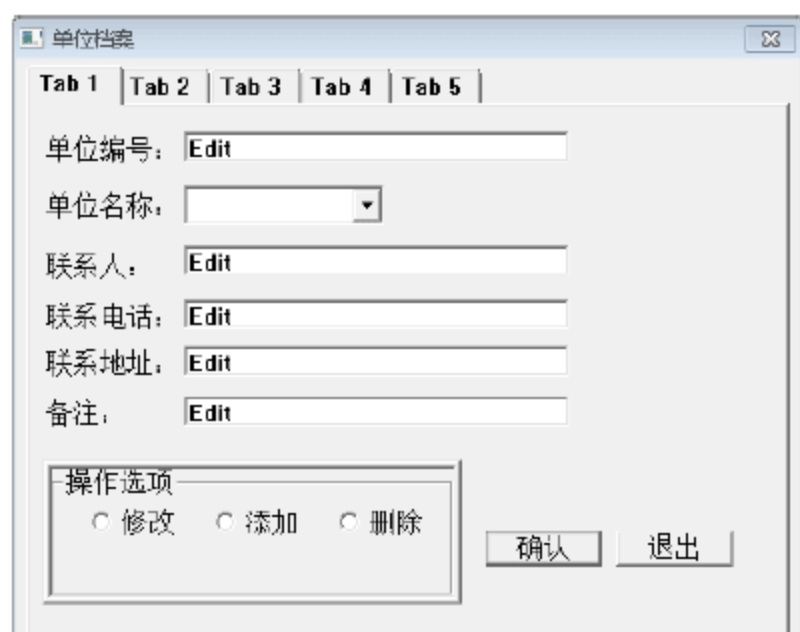 单位档案
Tab 1 Tab 2 Tab 3 Tab 4 Tab 5
单位编号： Edit
单位名称：
联系人： Edit
联系电话： Edit
联系地址： Edit
备注： Edit
操作选项
修改 添加 删除
确认 退出